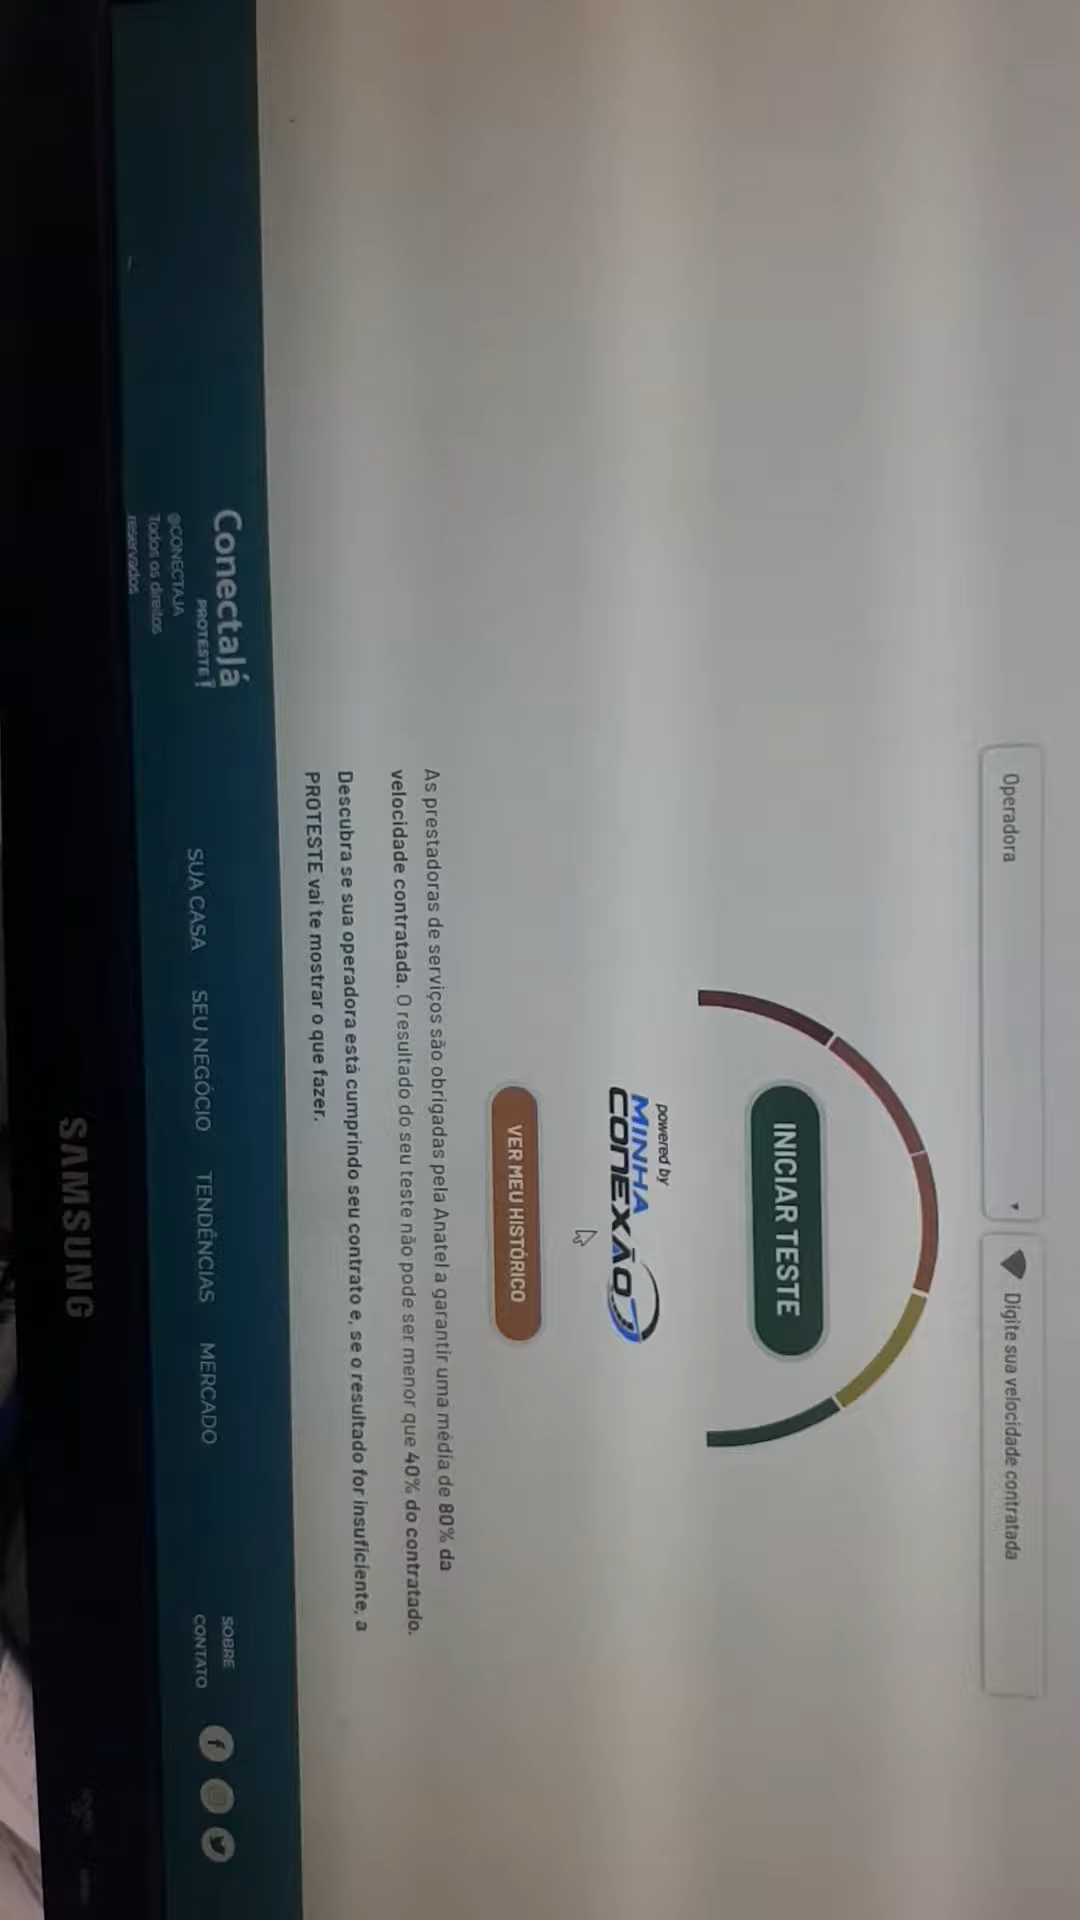 Operadora
Digite sua velocidade contratada
INICIAR TESTE
powered by
MINHA
CONEXÃO
VER MEU HISTÓRICO
As prestadoras de serviços são obrigadas pela Anatel a garantir uma média de 80% da
velocidade contratada. O resultado do seu teste não pode ser menor que 40% do contratado.
Descubra se sua operadora está cumprindo seu contrato e, se o resultado for insuficiente, a
PROTESTE vai te mostrar o que fazer.
ConectaJá
PROTESTE!
@CONECTAJA
Todos os direitos
reservados
SUA CASA
SEU NEGÓCIO
TENDÊNCIAS
MERCADO
SOBRE
CONTATO
SAMSUNG